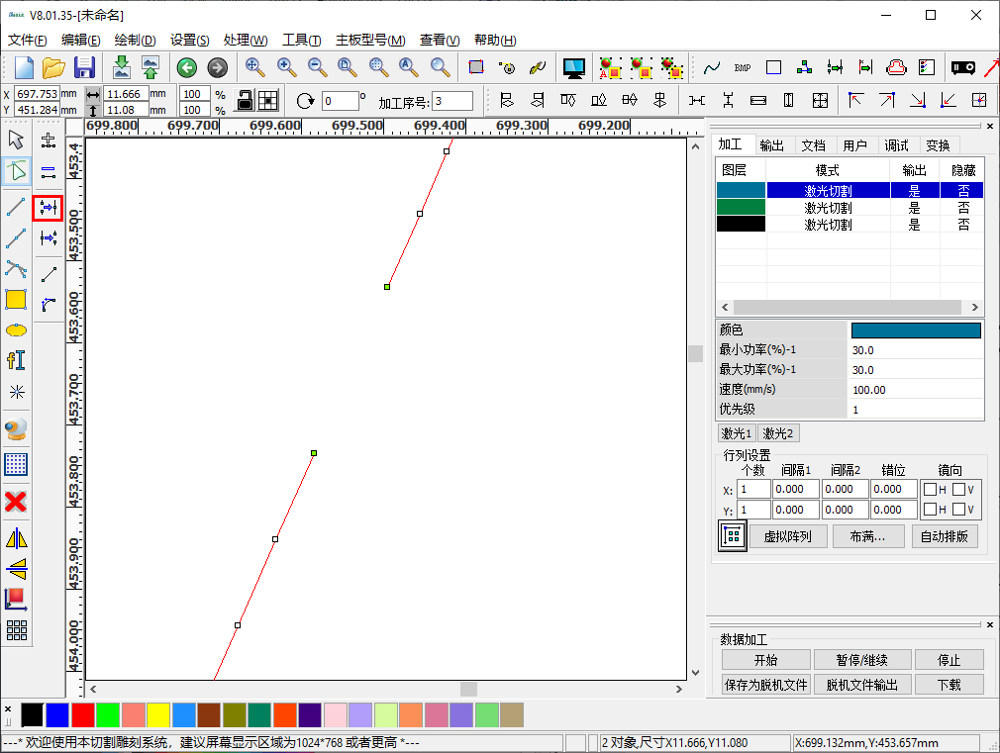 V8.01.35-[未命名]
文件(F) 编辑(E) 绘制(D) 设置(S) 处理(W) 工具(T) 主板型号(M) 查看(V) 帮助(H)
BMP
X 697.753 mm 11.666 mm 100 %
Y 451.284 mm 11.08 mm 100 %
0 ° 加工序号: 3
699.800 699.700 699.600 699.500 699.400 699.300 699.200
453.4
453.500
453.600
453.700
453.800
453.900
454.000
加工 输出 文档 用户 调试 变换
图层 模式 输出 隐藏
激光切割 是 否
激光切割 是 否
激光切割 是 否
颜色
最小功率(%)-1 30.0
最大功率(%)-1 30.0
速度(mm/s) 100.00
优先级 1
激光1 激光2
行列设置
个数 间隔1 间隔2 错位 镜向
X: 1 0.000 0.000 0.000 H V
Y: 1 0.000 0.000 0.000 H V
虚拟阵列 布满... 自动排版
数据加工
开始 暂停/继续 停止
保存为脱机文件 脱机文件输出 下载
---* 欢迎使用本切割雕刻系统，建议屏幕显示区域为1024*768 或者更高 *---
2 对象,尺寸X11.666,Y11.080
X:699.132mm,Y:453.657mm